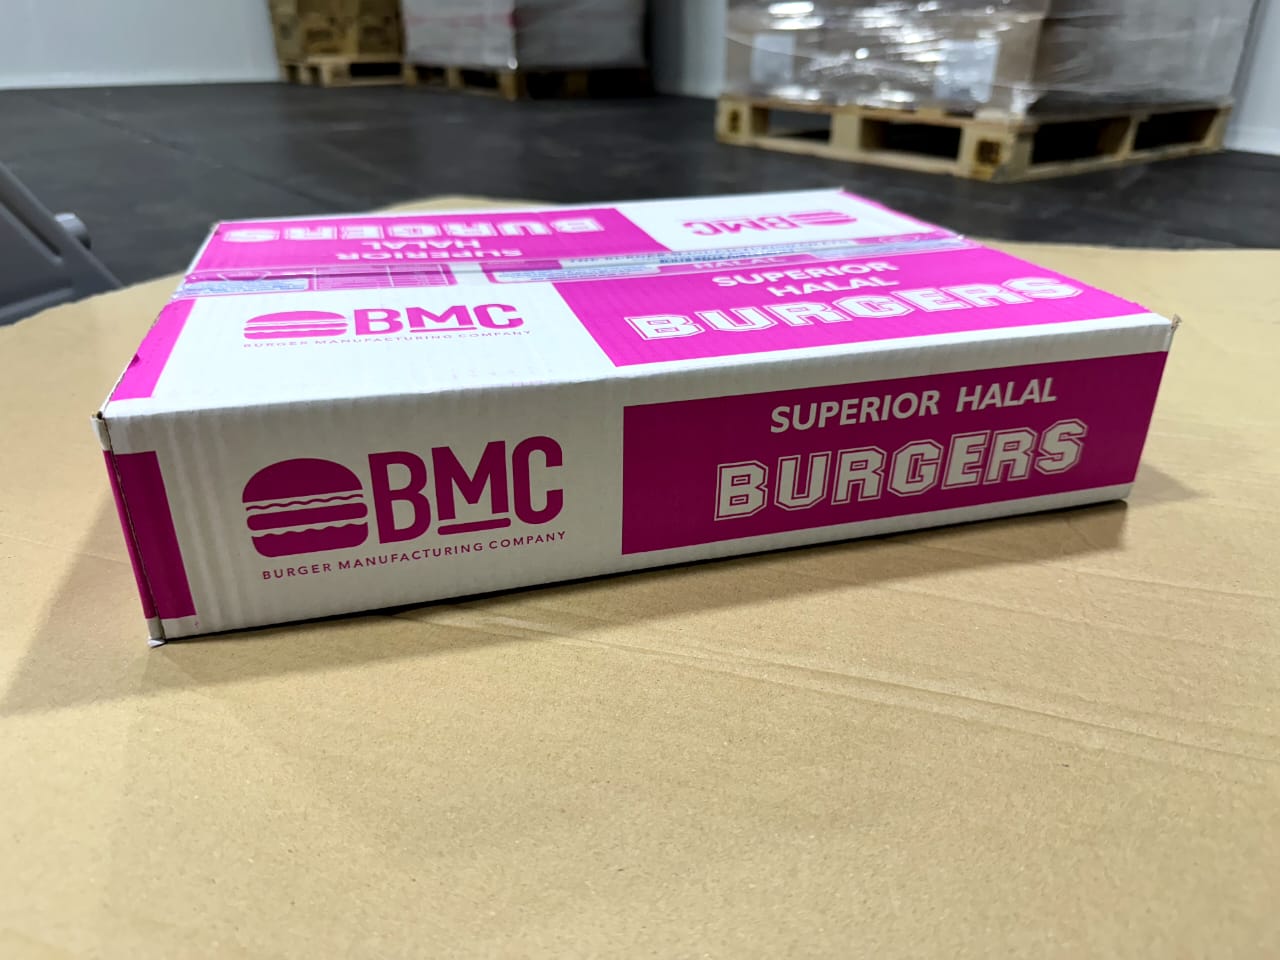 BURGERS
SUPERIOR
HALAL
BMC
HALAL
BMC
BURGER MANUFACTURING COMPANY
SUPERIOR
HALAL
BURGERS
BMC
BURGER MANUFACTURING COMPANY
SUPERIOR HALAL
BURGERS